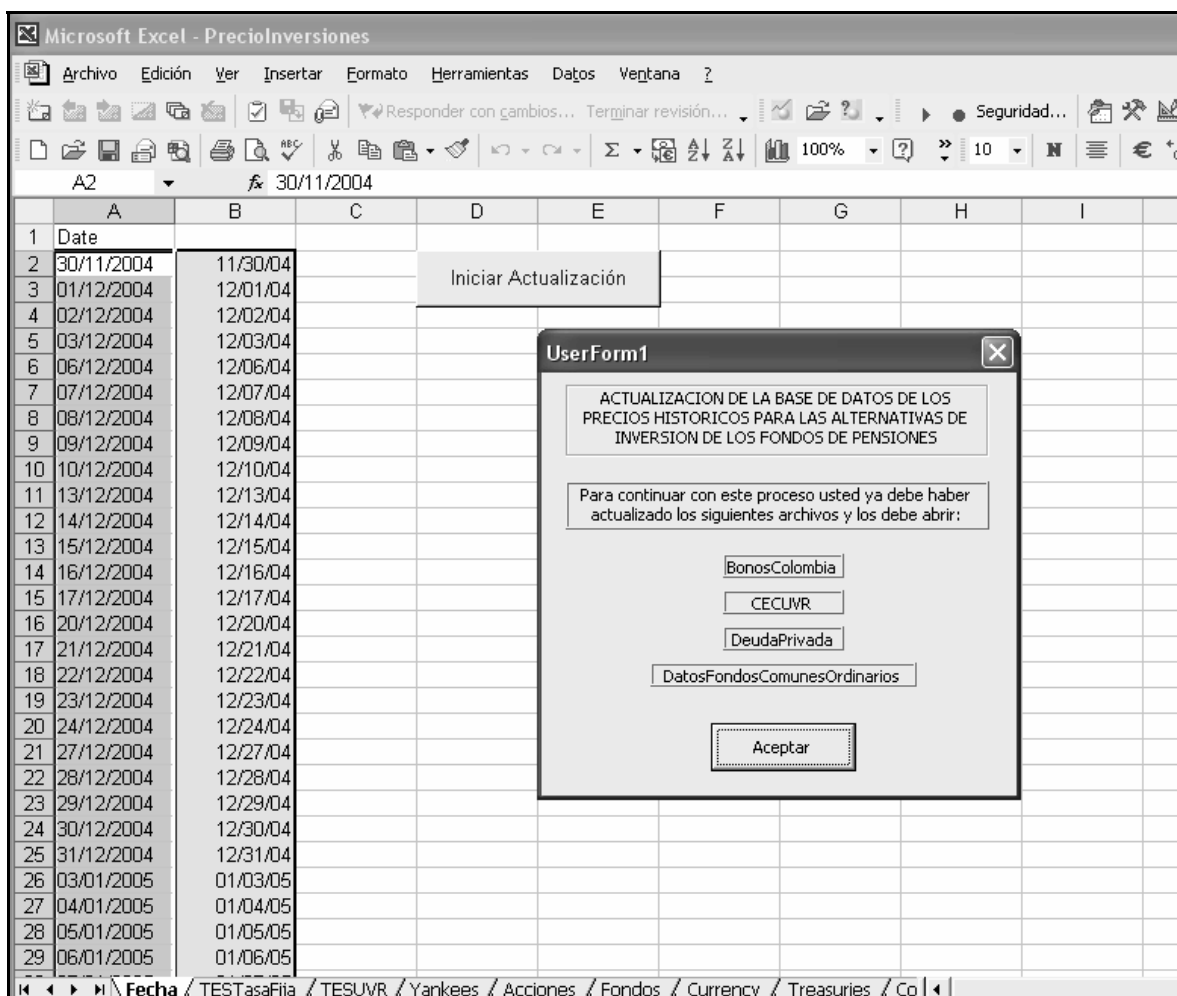 Microsoft Excel - PrecioInversiones
Archivo Edición Ver Insertar Formato Herramientas Datos Ventana ?
Responder con cambios... Terminar revisión... Seguridad...
100% 10 N €
A2 fx 30/11/2004
A B C D E F G H I
1 Date
2 30/11/2004 11/30/04
Iniciar Actualización
3 01/12/2004 12/01/04
4 02/12/2004 12/02/04
5 03/12/2004 12/03/04
6 06/12/2004 12/06/04
7 07/12/2004 12/07/04
8 08/12/2004 12/08/04
9 09/12/2004 12/09/04
10 10/12/2004 12/10/04
11 13/12/2004 12/13/04
12 14/12/2004 12/14/04
13 15/12/2004 12/15/04
14 16/12/2004 12/16/04
15 17/12/2004 12/17/04
16 20/12/2004 12/20/04
17 21/12/2004 12/21/04
18 22/12/2004 12/22/04
19 23/12/2004 12/23/04
20 24/12/2004 12/24/04
21 27/12/2004 12/27/04
22 28/12/2004 12/28/04
23 29/12/2004 12/29/04
24 30/12/2004 12/30/04
25 31/12/2004 12/31/04
26 03/01/2005 01/03/05
27 04/01/2005 01/04/05
28 05/01/2005 01/05/05
29 06/01/2005 01/06/05
UserForm1
ACTUALIZACION DE LA BASE DE DATOS DE LOS
PRECIOS HISTORICOS PARA LAS ALTERNATIVAS DE
INVERSION DE LOS FONDOS DE PENSIONES
Para continuar con este proceso usted ya debe haber
actualizado los siguientes archivos y los debe abrir:
BonosColombia
CECUVR
DeudaPrivada
DatosFondosComunesOrdinarios
Aceptar
Fecha / TESTasaFija / TESUVR / Yankees / Acciones / Fondos / Currency / Treasuries / Co